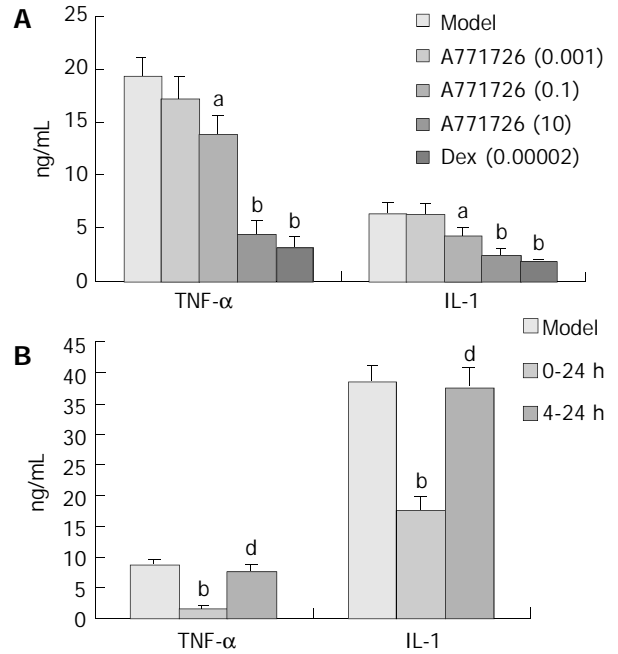 A
25
20
15
10
5
0
ng/mL
Model
A771726 (0.001)
A771726 (0.1)
A771726 (10)
Dex (0.00002)
a
b
b
a
b
b
TNF-α
IL-1
B
45
40
35
30
25
20
15
10
5
0
ng/mL
Model
0-24 h
4-24 h
b
d
b
d
TNF-α
IL-1